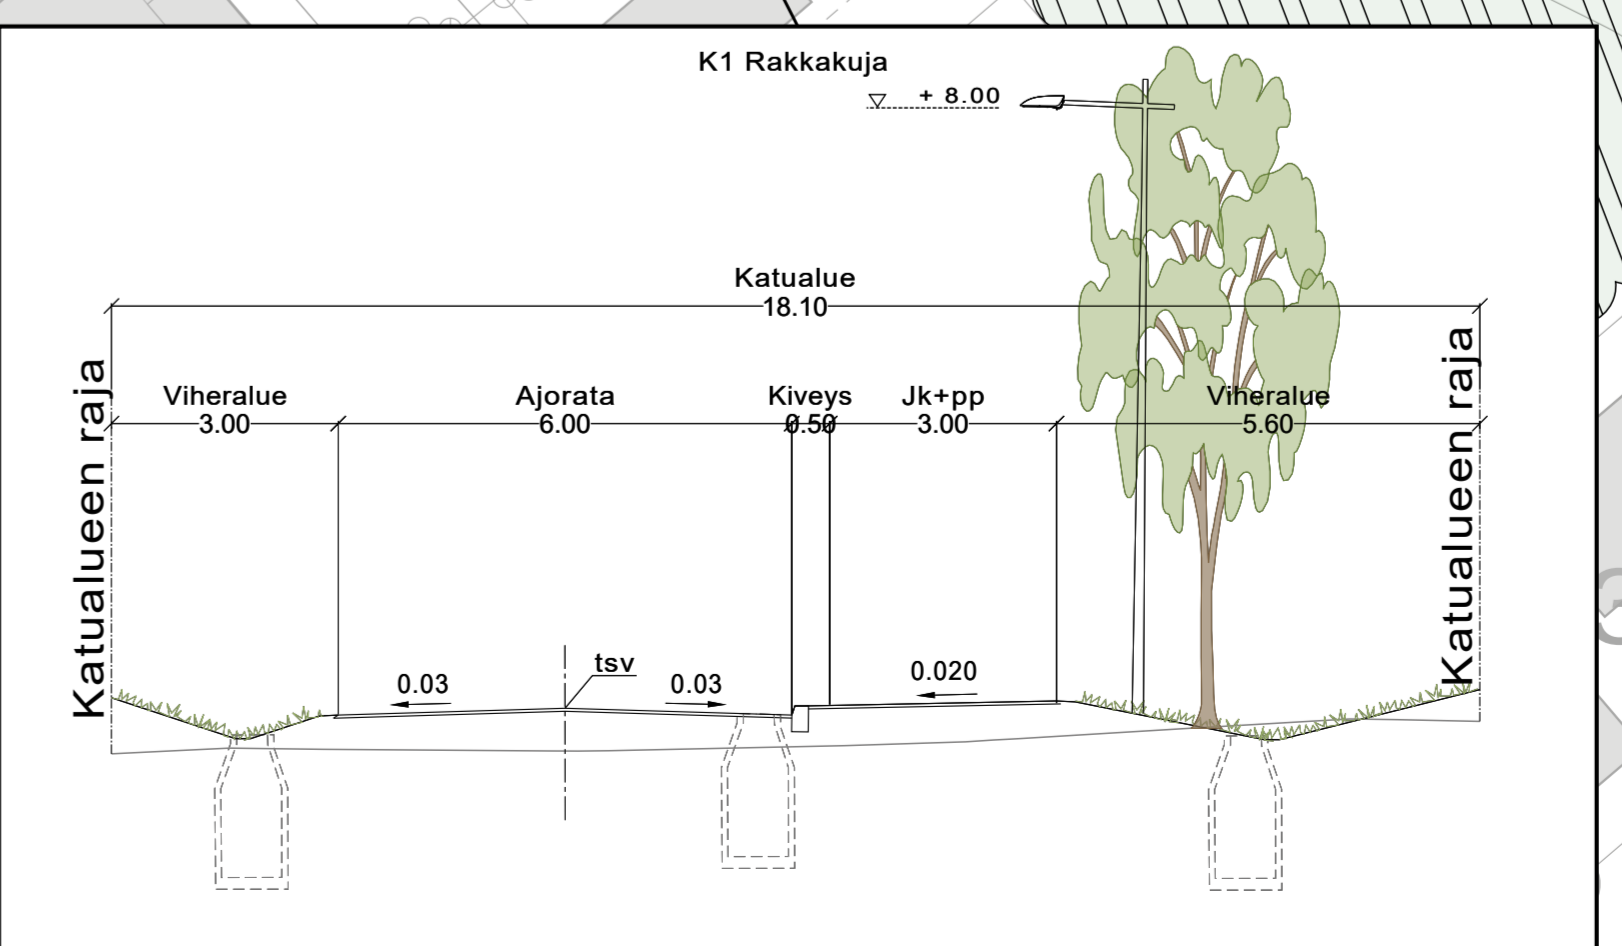 K1 Rakkakuja
+ 8.00
Katualue
18.10
Katualueen raja
Viheralue
3.00
Ajorata
6.00
Kiveys
0.50
Jk+pp
3.00
Viheralue
5.60
Katualueen raja
0.03
tsv
0.03
0.020